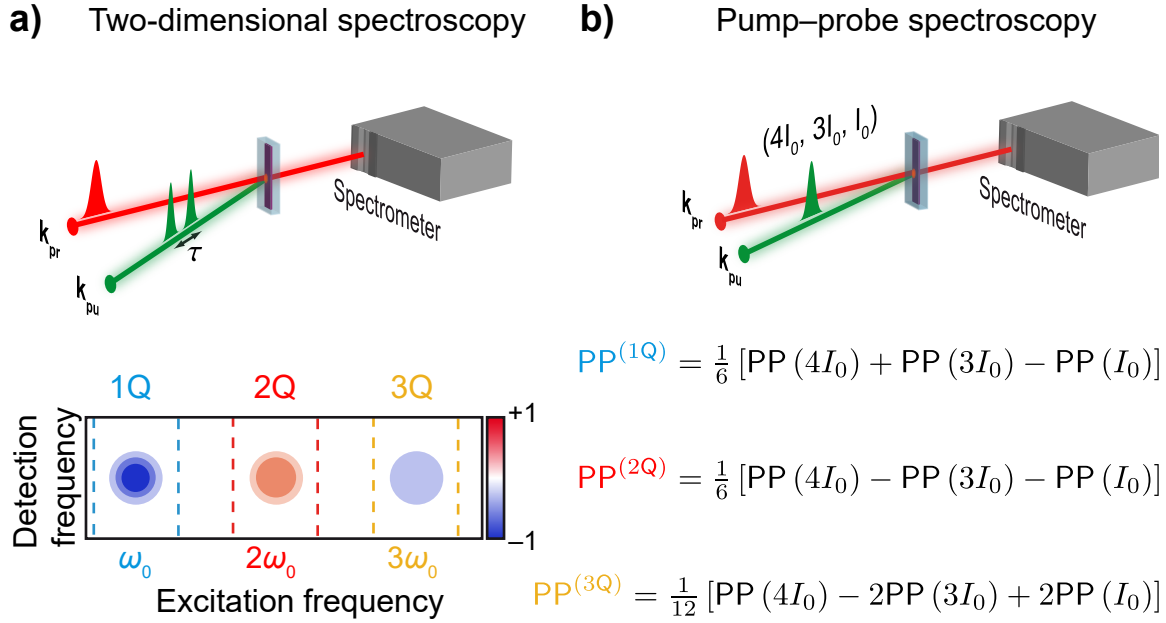 a) Two-dimensional spectroscopy
k_pr
k_pu
τ
Spectrometer
1Q 2Q 3Q
Detection
frequency
+1
–1
ω_0 2ω_0 3ω_0
Excitation frequency
b) Pump–probe spectroscopy
(4I_0, 3I_0, I_0)
k_pr
k_pu
Spectrometer
PP^(1Q) = 1/6 [PP (4I_0) + PP (3I_0) − PP (I_0)]
PP^(2Q) = 1/6 [PP (4I_0) − PP (3I_0) − PP (I_0)]
PP^(3Q) = 1/12 [PP (4I_0) − 2PP (3I_0) + 2PP (I_0)]